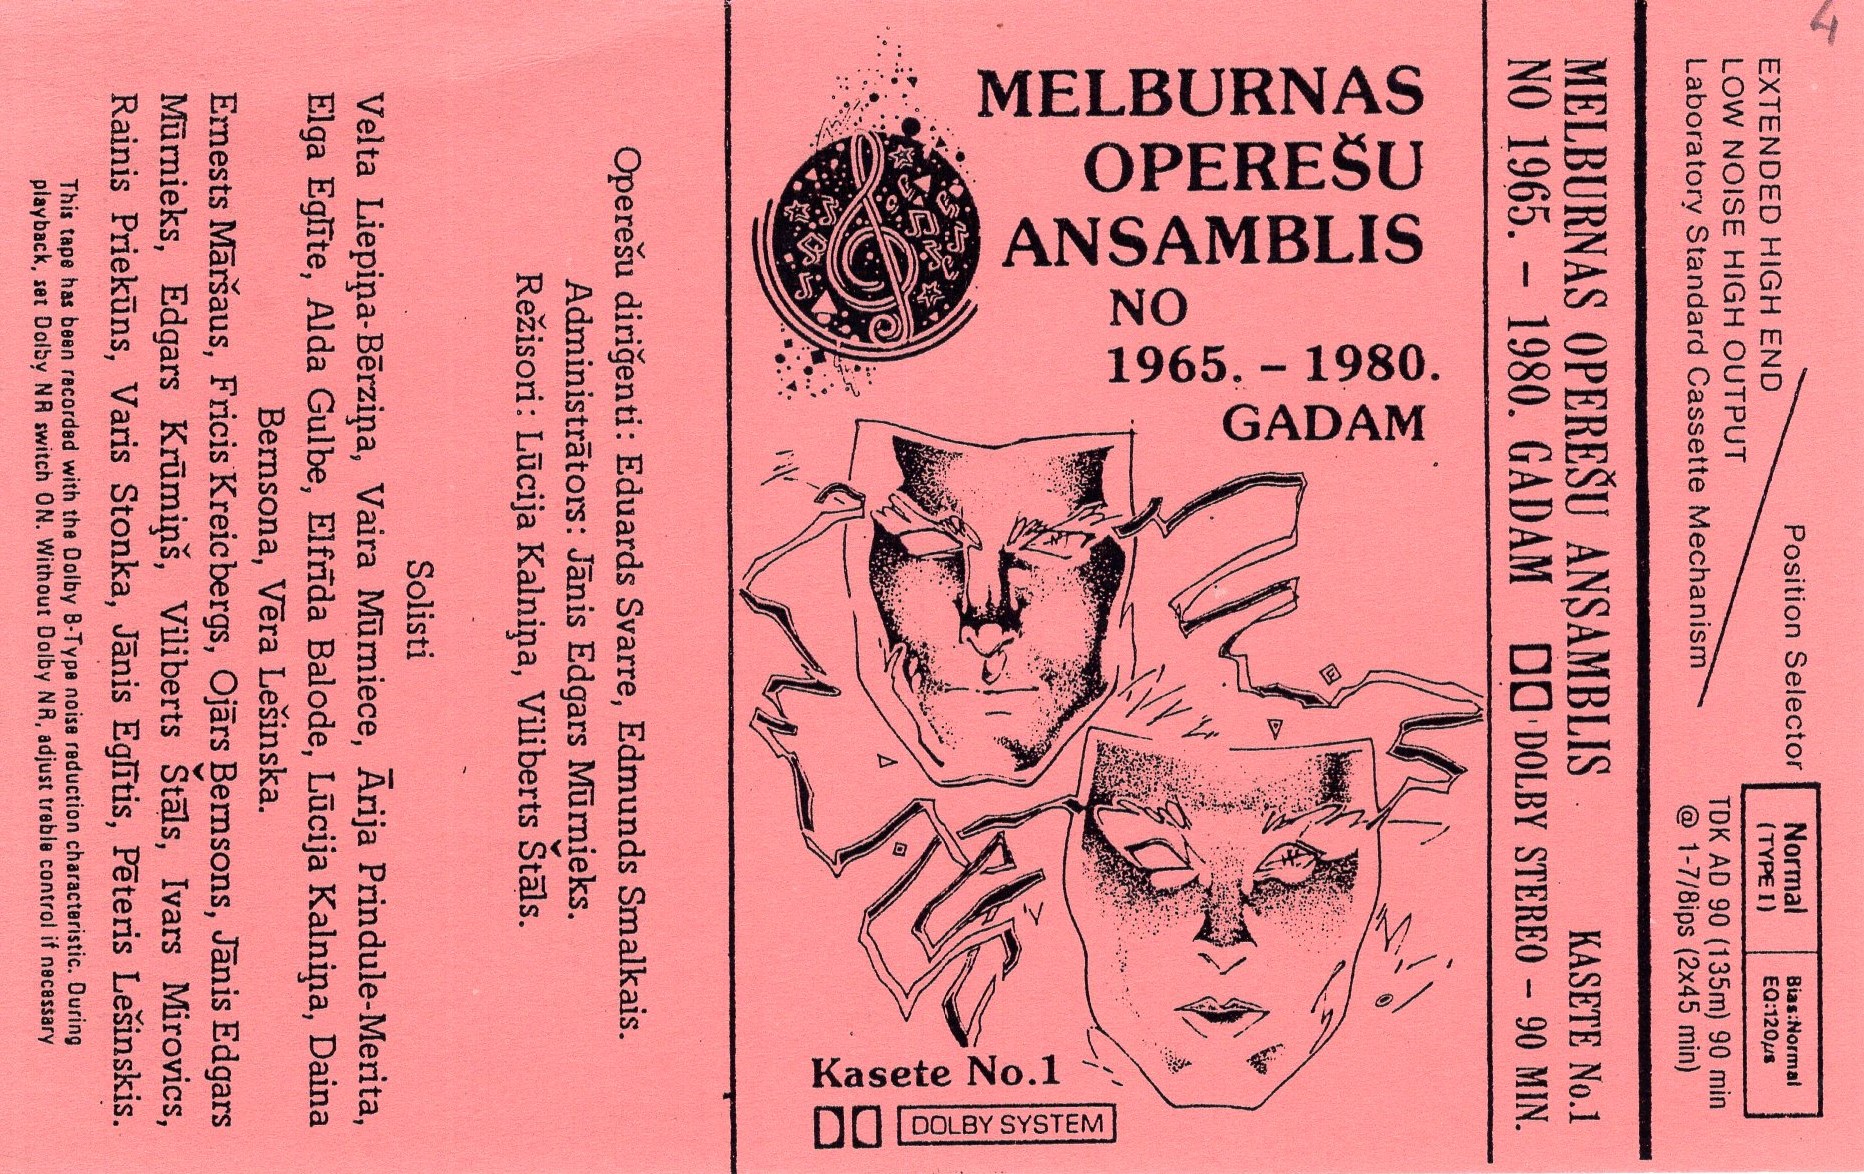 MELBURNAS
OPEREŠU
ANSAMBLIS
NO
1965. – 1980.
GADAM
Kasete No.1
DOLBY SYSTEM
MELBURNAS OPEREŠU ANSAMBLIS KASETE No.1
NO 1965. – 1980. GADAM DOLBY STEREO – 90 MIN.
4
EXTENDED HIGH END
LOW NOISE HIGH OUTPUT
Laboratory Standard Cassette Mechanism
Position Selector
Normal
(TYPE I)
Bias:Normal
EQ:120µs
TDK AD 90 (135m) 90 min
@ 1-7/8ips (2x45 min)
Operešu diriģenti: Eduards Svarre, Edmunds Smalkais.
Administrātors: Jānis Edgars Mūrnieks.
Režisori: Lūcija Kalniņa, Viliberts Štāls.
Solisti
Velta Liepiņa-Bērziņa, Vaira Mūrniece, Ārija Prindule-Merita,
Elga Eglīte, Alda Gulbe, Elfrīda Balode, Lūcija Kalniņa, Daina
Bernsona, Vēra Lešinska.
Ernests Māršaus, Fricis Kreicbergs, Ojārs Bernsons, Jānis Edgars
Mūrnieks, Edgars Krūmiņš, Viliberts Štāls, Ivars Mirovics,
Rainis Priekūns, Varis Stonka, Jānis Eglītis, Pēteris Lešinskis.
This tape has been recorded with the Dolby B-Type noise reduction characteristic. During
playback, set Dolby NR switch ON. Without Dolby NR, adjust treble control if necessary